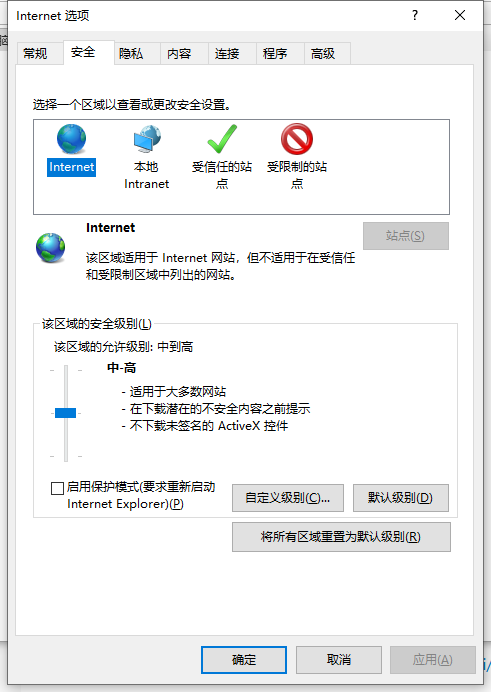 Internet 选项
?
常规 安全 隐私 内容 连接 程序 高级
选择一个区域以查看或更改安全设置。
Internet
本地
Intranet
受信任的站
点
受限制的站
点
Internet
站点(S)
该区域适用于 Internet 网站，但不适用于在受信任
和受限制区域中列出的网站。
该区域的安全级别(L)
该区域的允许级别: 中到高
中-高
- 适用于大多数网站
- 在下载潜在的不安全内容之前提示
- 不下载未签名的 ActiveX 控件
启用保护模式(要求重新启动
Internet Explorer)(P)
自定义级别(C)...
默认级别(D)
将所有区域重置为默认级别(R)
确定
取消
应用(A)
i/